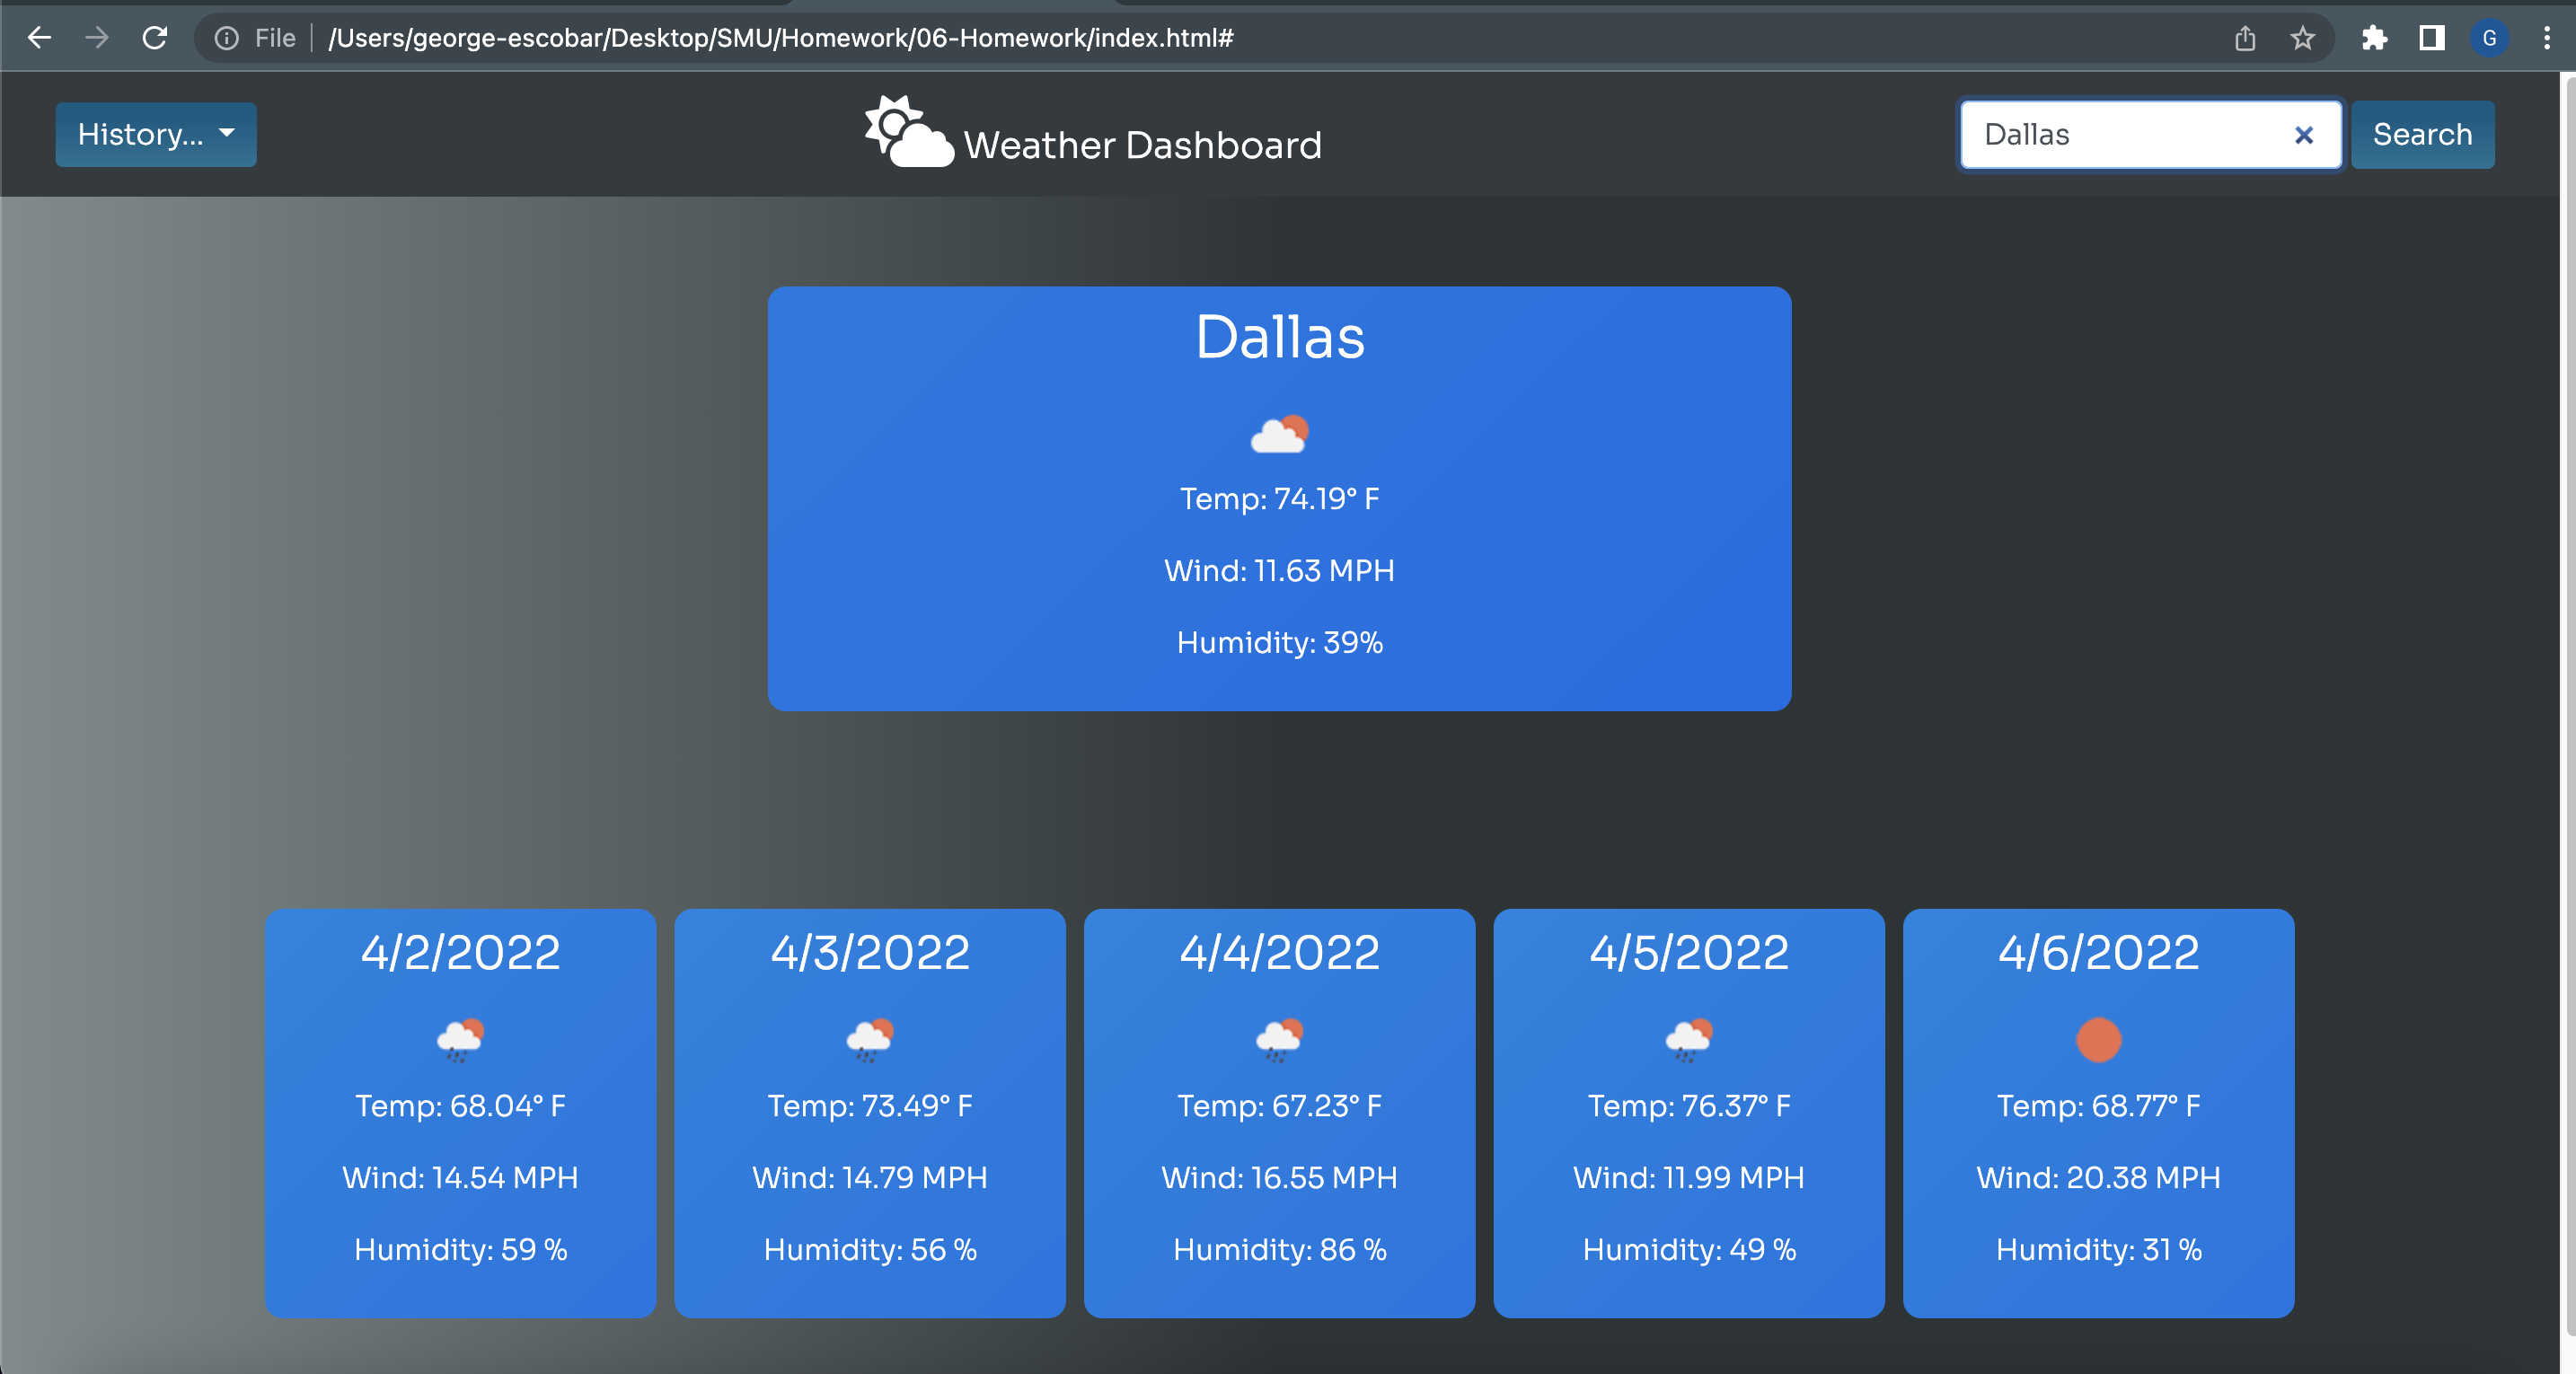 File /Users/george-escobar/Desktop/SMU/Homework/06-Homework/index.html#
G
History...
Weather Dashboard
Dallas
Search
Dallas
Temp: 74.19° F
Wind: 11.63 MPH
Humidity: 39%
4/2/2022
Temp: 68.04° F
Wind: 14.54 MPH
Humidity: 59 %
4/3/2022
Temp: 73.49° F
Wind: 14.79 MPH
Humidity: 56 %
4/4/2022
Temp: 67.23° F
Wind: 16.55 MPH
Humidity: 86 %
4/5/2022
Temp: 76.37° F
Wind: 11.99 MPH
Humidity: 49 %
4/6/2022
Temp: 68.77° F
Wind: 20.38 MPH
Humidity: 31 %